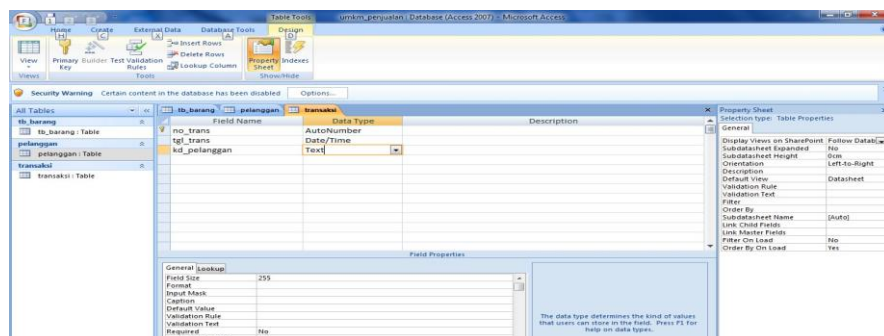 Table Tools
umkm_penjualan : Database (Access 2007) - Microsoft Access
Home Create External Data Database Tools Design
H C X A D
View
Primary Key
Builder
Test Validation Rules
Insert Rows
Delete Rows
Lookup Column
Property Sheet
Indexes
Views Tools Show/Hide
Security Warning Certain content in the database has been disabled Options...
All Tables
tb_barang
tb_barang : Table
pelanggan
pelanggan : Table
transaksi
transaksi : Table
tb_barang pelanggan transaksi
Field Name Data Type Description
no_trans AutoNumber
tgl_trans Date/Time
kd_pelanggan Text
Field Properties
General Lookup
Field Size 255
Format
Input Mask
Caption
Default Value
Validation Rule
Validation Text
Required No
The data type determines the kind of values
that users can store in the field. Press F1 for
help on data types.
Property Sheet
Selection type: Table Properties
General
Display Views on SharePoint Follow Datab
Subdatasheet Expanded No
Subdatasheet Height 0cm
Orientation Left-to-Right
Description
Default View Datasheet
Validation Rule
Validation Text
Filter
Order By
Subdatasheet Name [Auto]
Link Child Fields
Link Master Fields
Filter On Load No
Order By On Load Yes